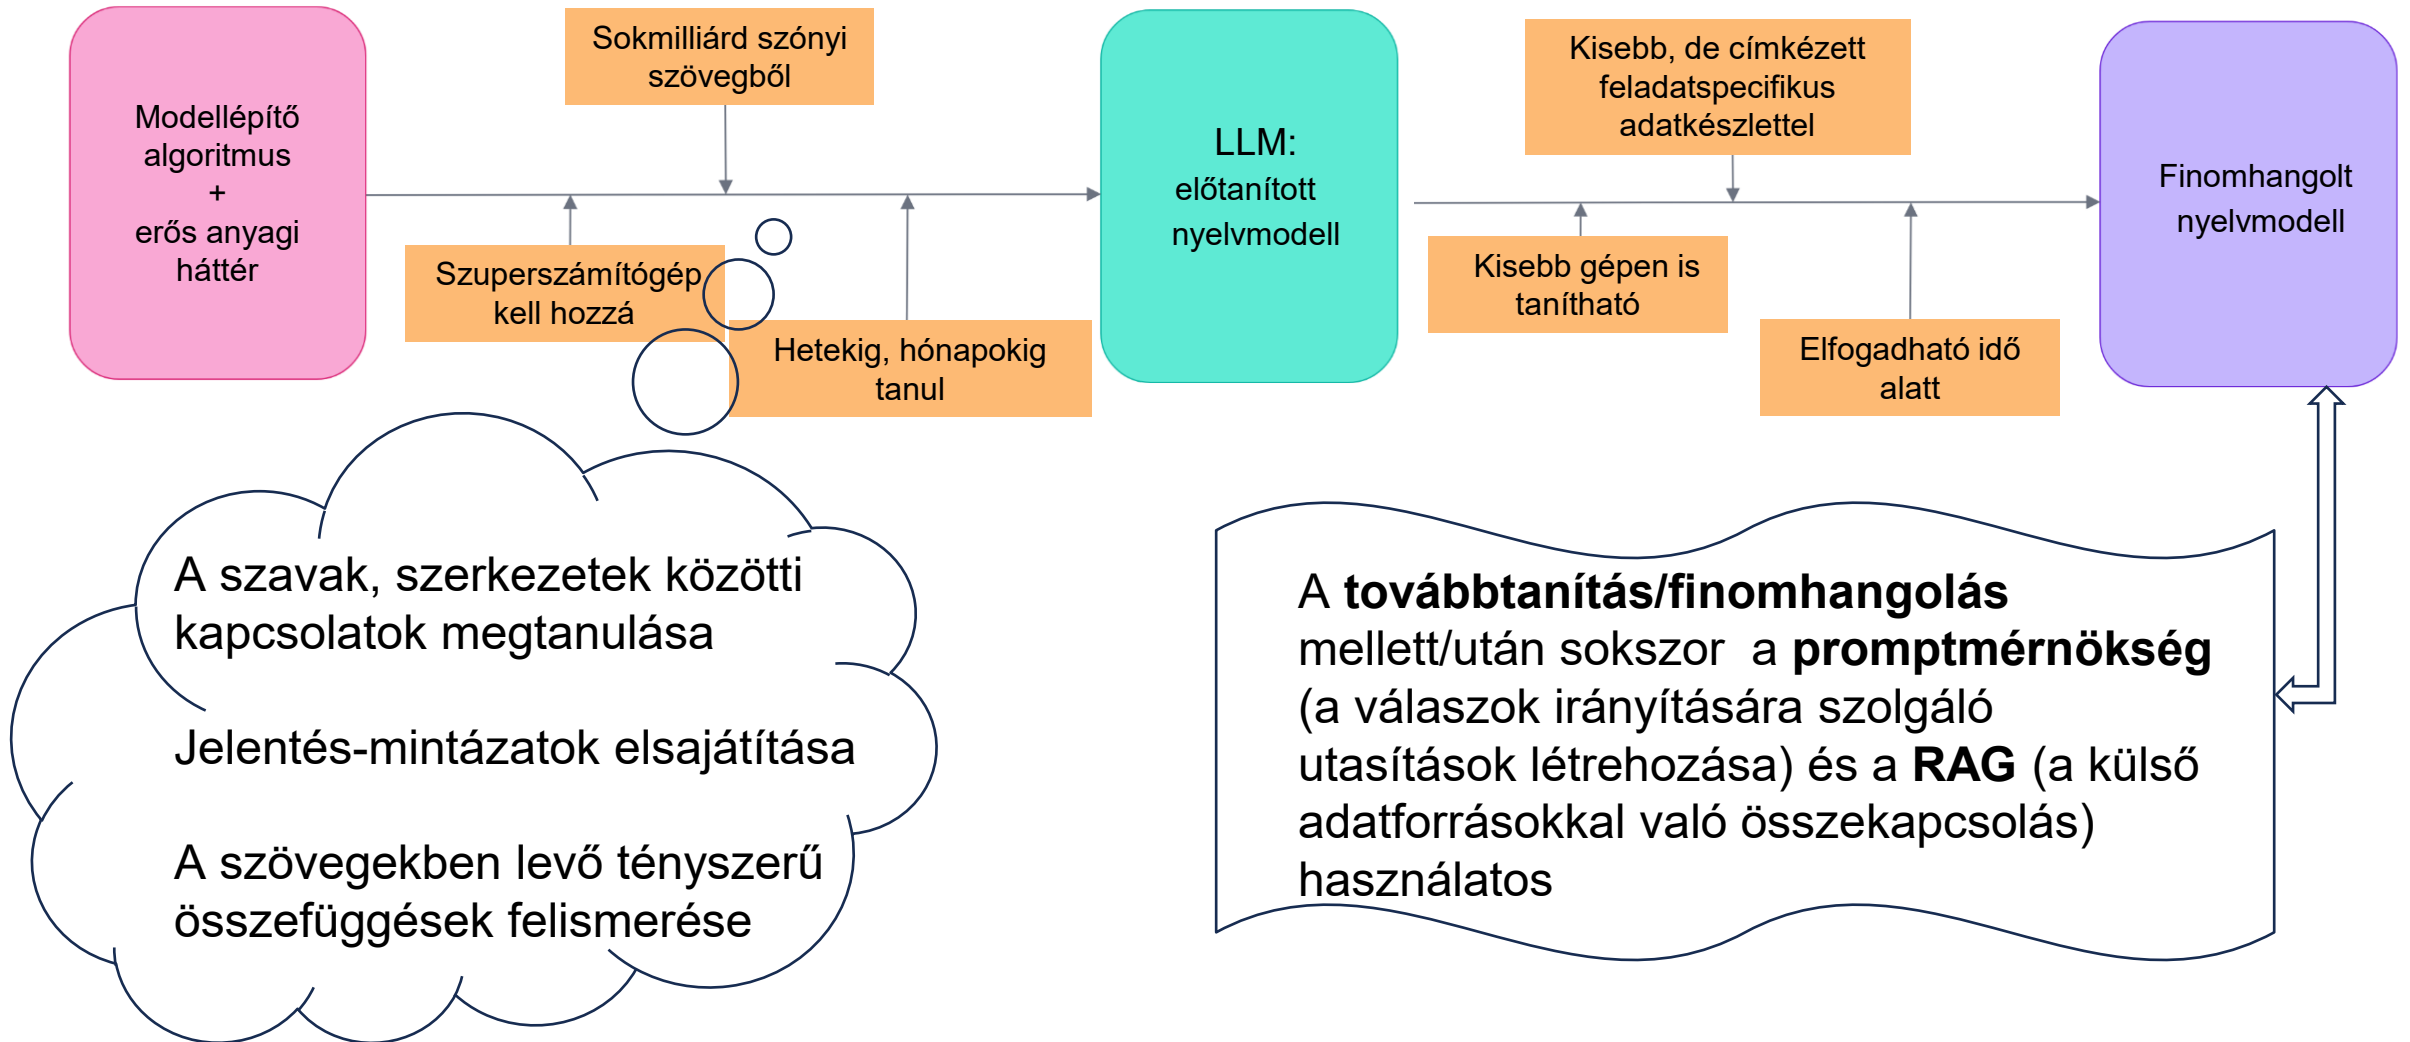 Modellépítő
algoritmus
+
erős anyagi
háttér
Sokmilliárd szónyi
szövegből
Szuperszámítógép
kell hozzá
Hetekig, hónapokig
tanul
LLM:
előtanított
nyelvmodell
Kisebb, de címkézett
feladatspecifikus
adatkészlettel
Kisebb gépen is
tanítható
Elfogadható idő
alatt
Finomhangolt
nyelvmodell
A szavak, szerkezetek közötti
kapcsolatok megtanulása
Jelentés-mintázatok elsajátítása
A szövegekben levő tényszerű
összefüggések felismerése
A továbbtanítás/finomhangolás
mellett/után sokszor  a promptmérnökség
(a válaszok irányítására szolgáló
utasítások létrehozása) és a RAG (a külső
adatforrásokkal való összekapcsolás)
használatos